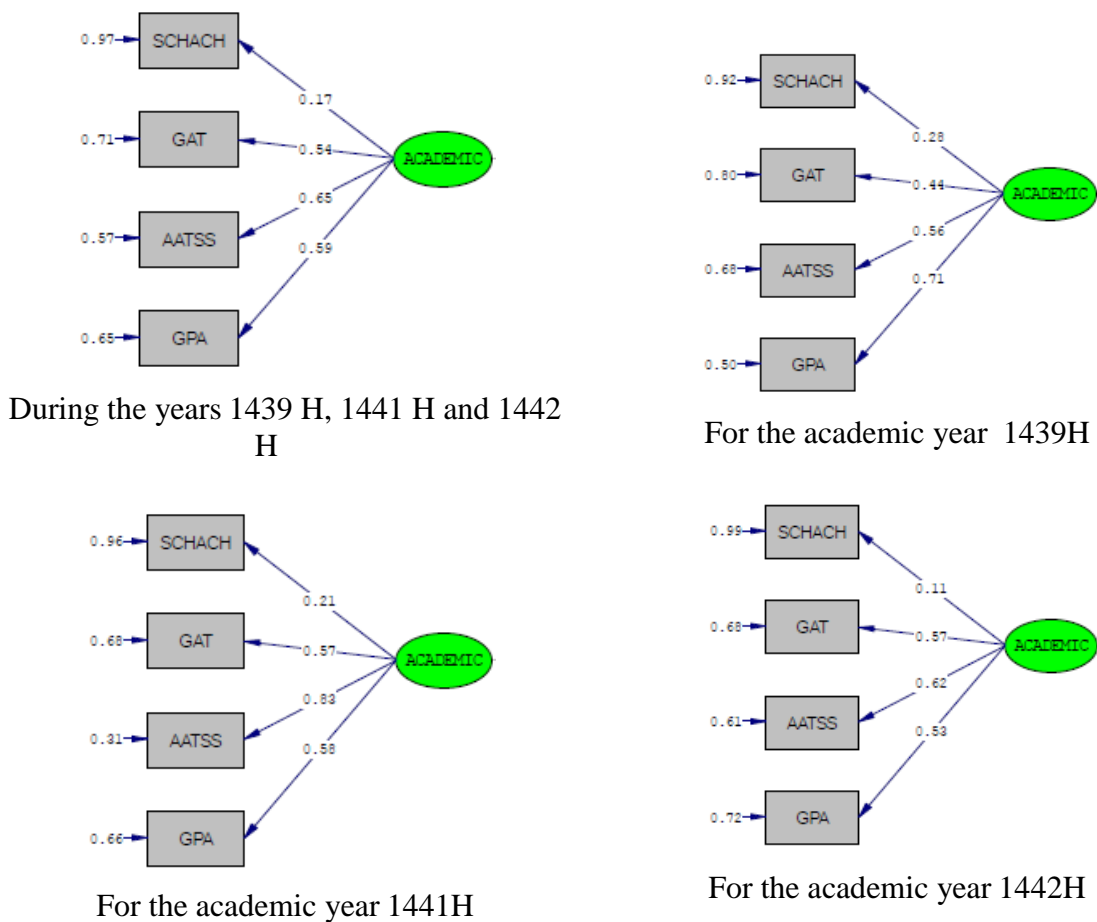 0.97
SCHACH
0.17
0.71
GAT
0.54
ACADEMIC
0.65
0.57
AATSS
0.59
0.65
GPA
During the years 1439 H, 1441 H and 1442
H
0.92
SCHACH
0.28
0.80
GAT
0.44
ACADEMIC
0.56
0.68
AATSS
0.71
0.50
GPA
For the academic year 1439H
0.96
SCHACH
0.21
0.68
GAT
0.57
ACADEMIC
0.83
0.31
AATSS
0.58
0.66
GPA
For the academic year 1441H
0.99
SCHACH
0.11
0.68
GAT
0.57
ACADEMIC
0.62
0.61
AATSS
0.53
0.72
GPA
For the academic year 1442H